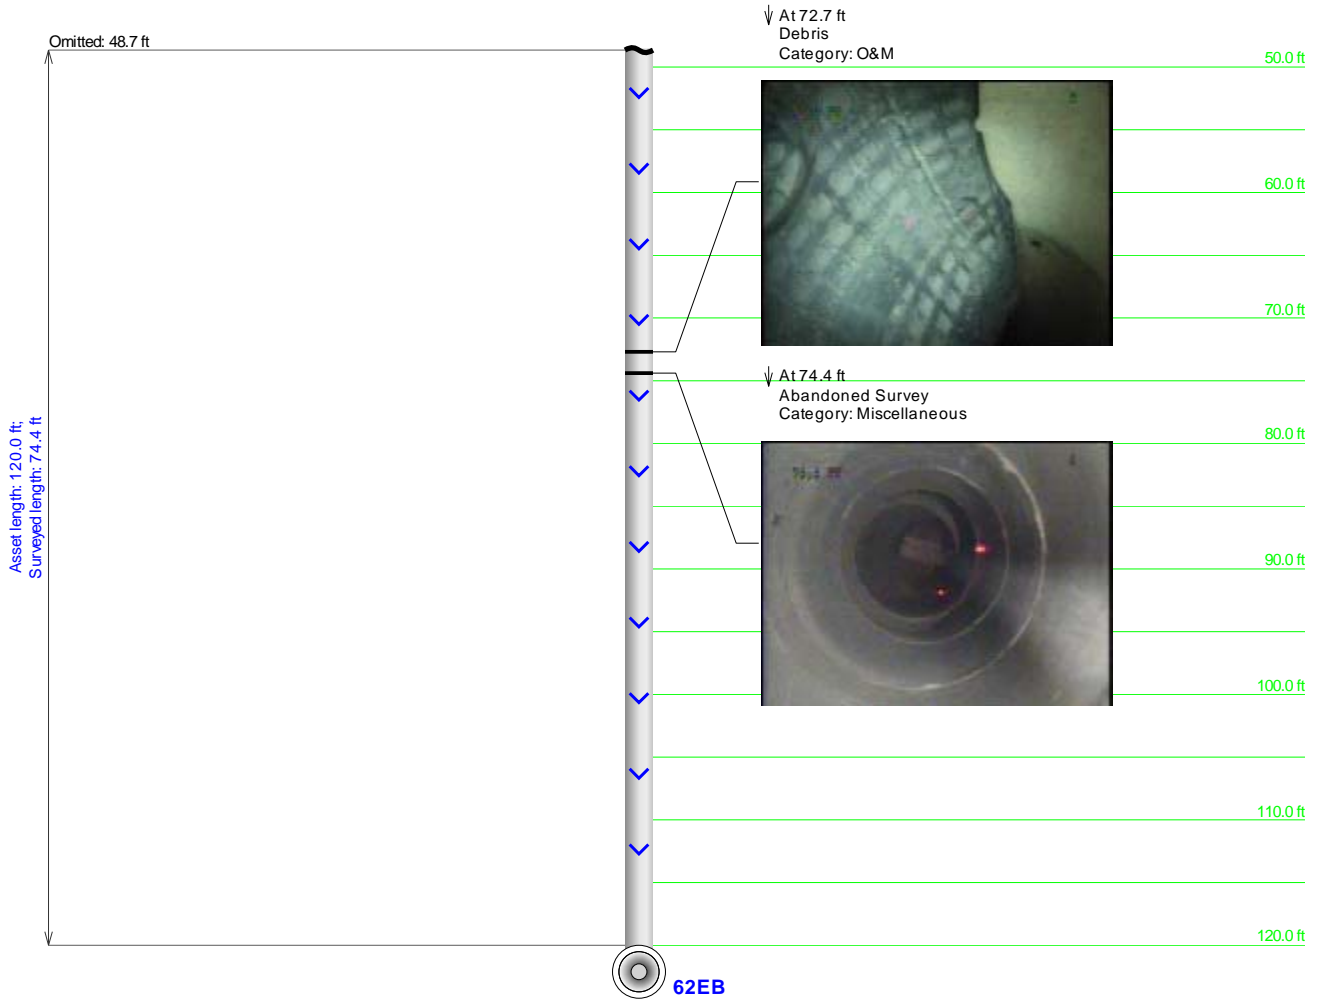 Omitted: 48.7 ft
At 72.7 ft
Debris
Category: O&M
50.0 ft
60.0 ft
70.0 ft
At 74.4 ft
Abandoned Survey
Category: Miscellaneous
80.0 ft
90.0 ft
100.0 ft
110.0 ft
120.0 ft
Asset length: 120.0 ft;
Surveyed length: 74.4 ft
62EB